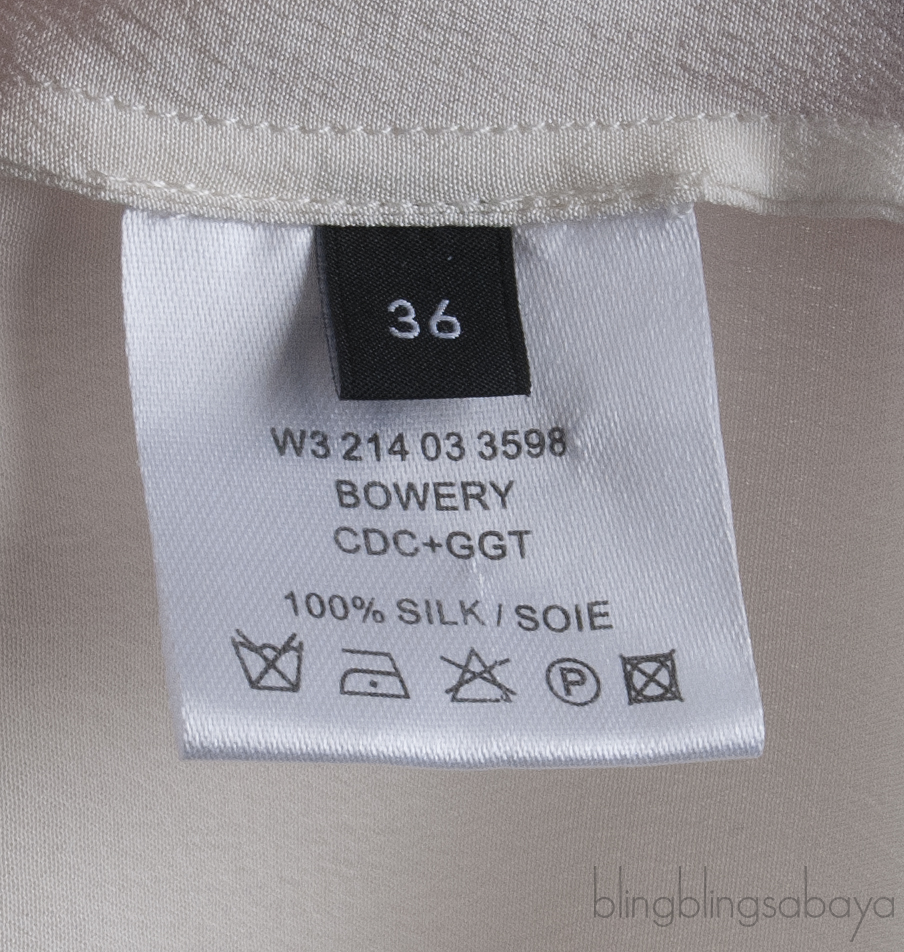 36
W3 214 03 3598
BOWERY
CDC+GGT
100% SILK / SOIE
P
blingblingsabaya